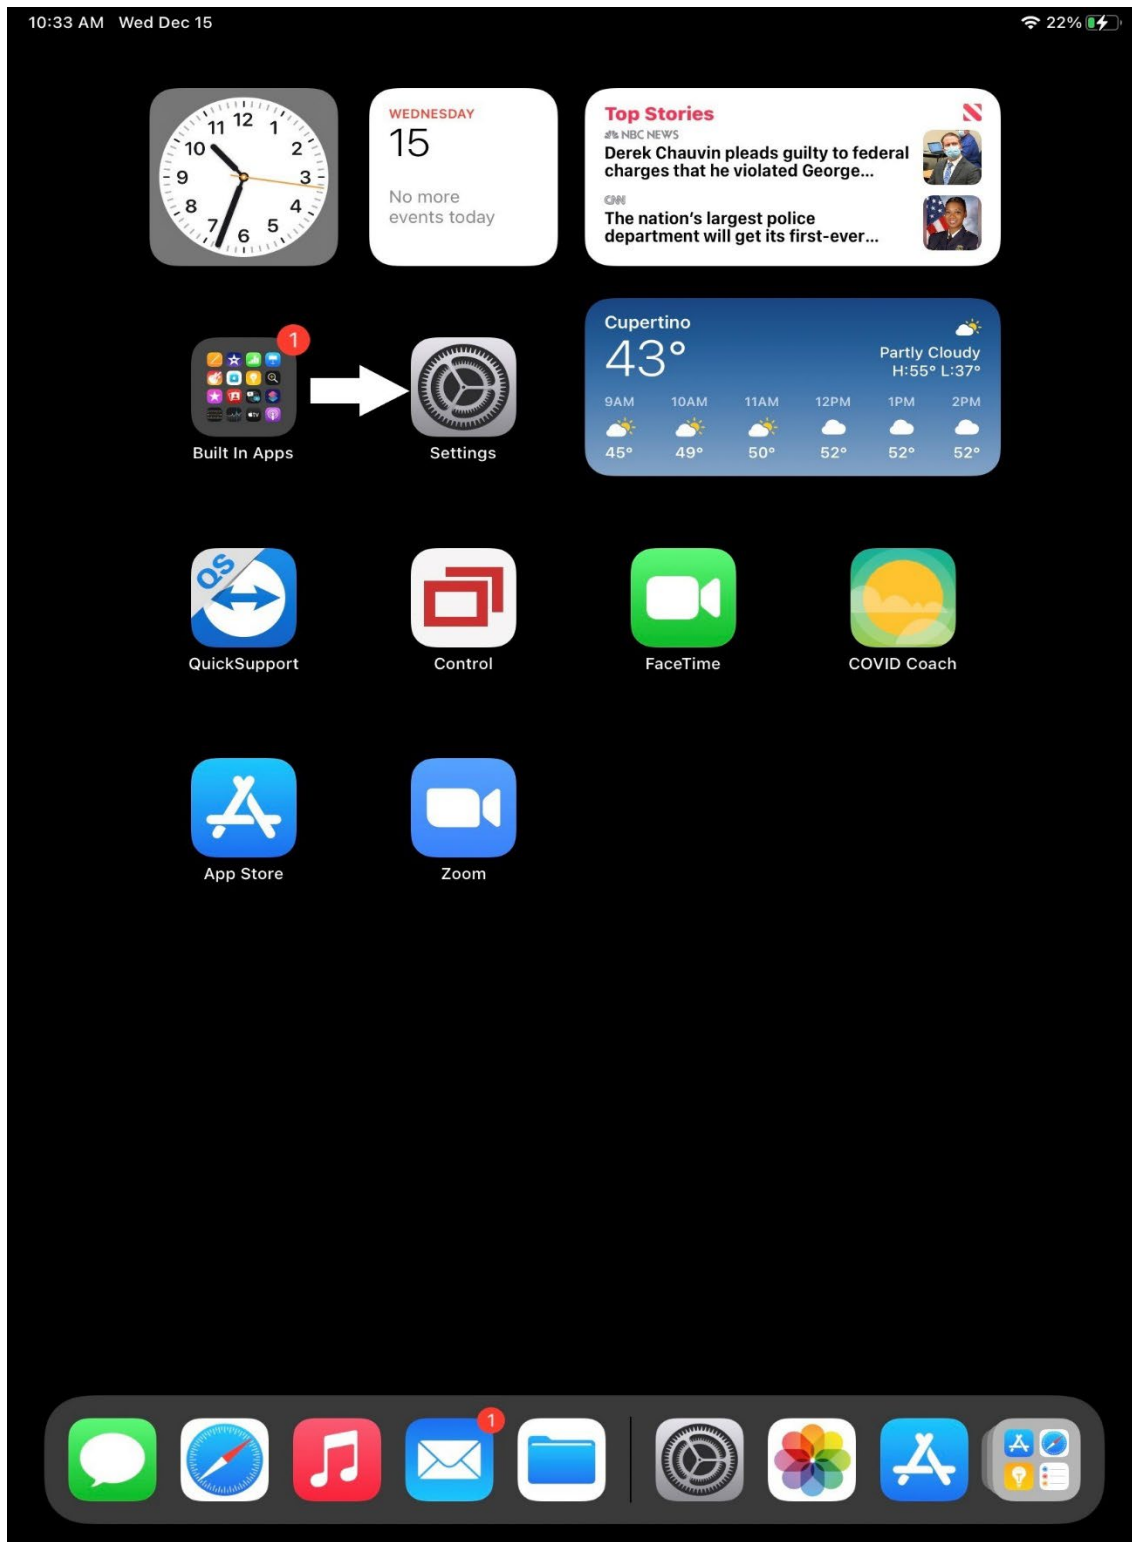 10:33 AM Wed Dec 15
22%
12
1
2
3
4
5
6
7
8
9
10
11
WEDNESDAY
15
No more
events today
Top Stories
NBC NEWS
Derek Chauvin pleads guilty to federal
charges that he violated George...
CNN
The nation's largest police
department will get its first-ever...
1
Built In Apps
Settings
Cupertino
43°
Partly Cloudy
H:55° L:37°
9AM 10AM 11AM 12PM 1PM 2PM
45° 49° 50° 52° 52° 52°
QS
QuickSupport
Control
FaceTime
COVID Coach
App Store
Zoom
1